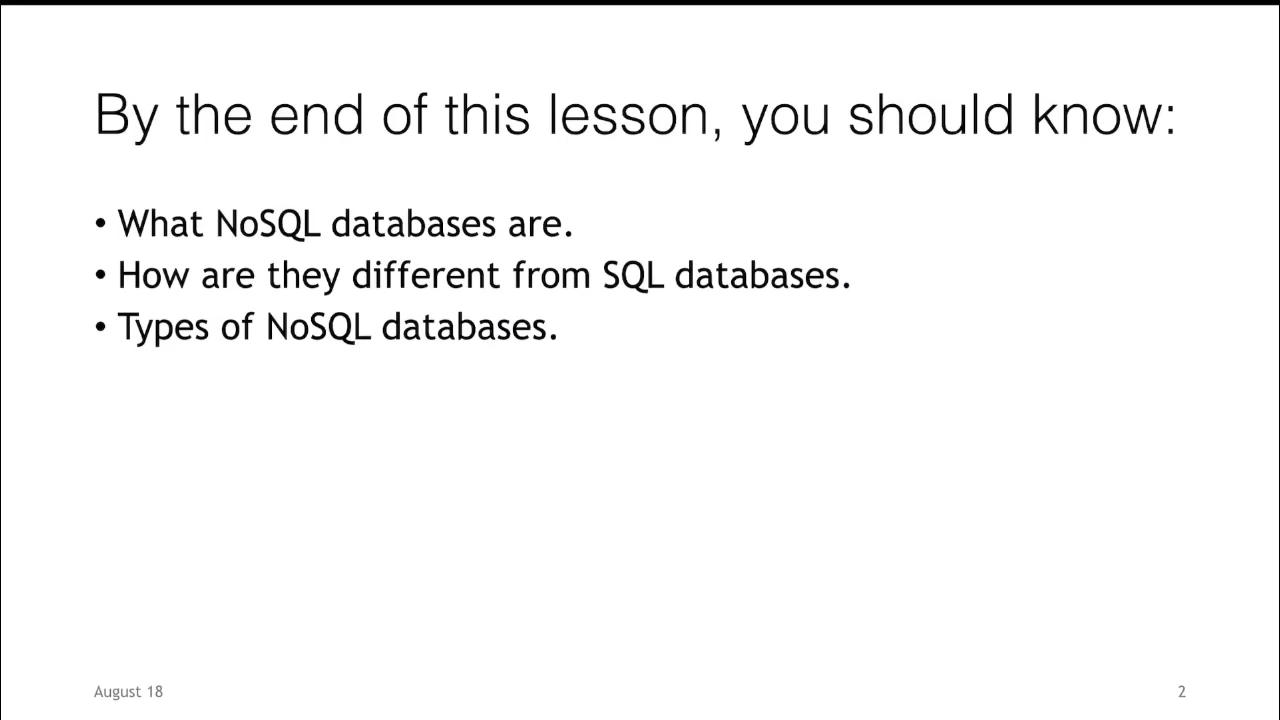 By the end of this lesson, you should know:
• What NoSQL databases are.
• How are they different from SQL databases.
• Types of NoSQL databases.
August 18
2